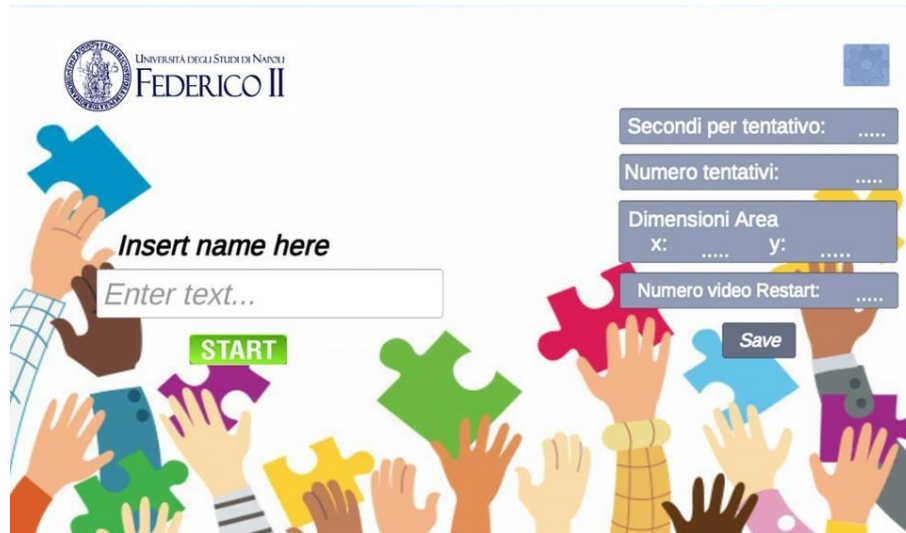 UNIVERSITÀ DEGLI STUDI DI NAPOLI
FEDERICO II
Insert name here
Enter text...
START
Secondi per tentativo: .....
Numero tentativi: .....
Dimensioni Area
x: ..... y: .....
Numero video Restart: .....
Save